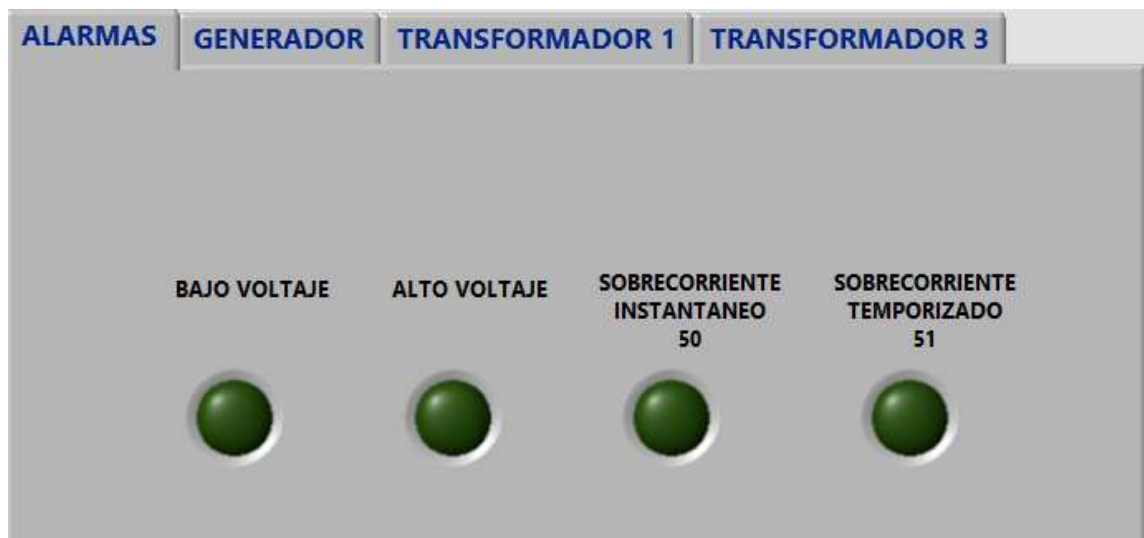 ALARMAS GENERADOR TRANSFORMADOR 1 TRANSFORMADOR 3
BAJO VOLTAJE
ALTO VOLTAJE
SOBRECORRIENTE
INSTANTANEO
50
SOBRECORRIENTE
TEMPORIZADO
51